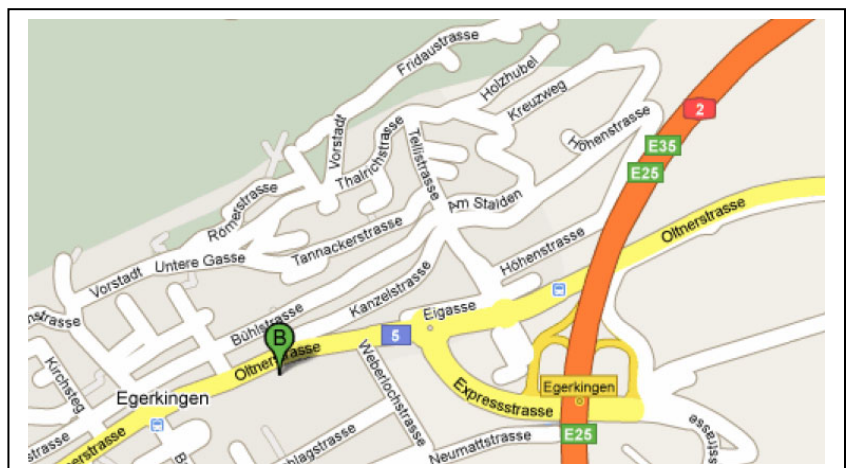 Fridaustrasse
Holzhubel
Kreuzweg
2
Vorstadt
Thalrichstrasse
Tellistrasse
Höhenstrasse
E35
E25
Römerstrasse
Am Stalden
Oltnerstrasse
Tannackerstrasse
Untere Gasse
Höhenstrasse
Vorstadt
Kanzelstrasse
Eigasse
Bühlstrasse
5
B
Oltnerstrasse
Kirchsteg
Weberlochstrasse
Egerkingen
Egerkingen
Expressstrasse
E25
Neumattstrasse